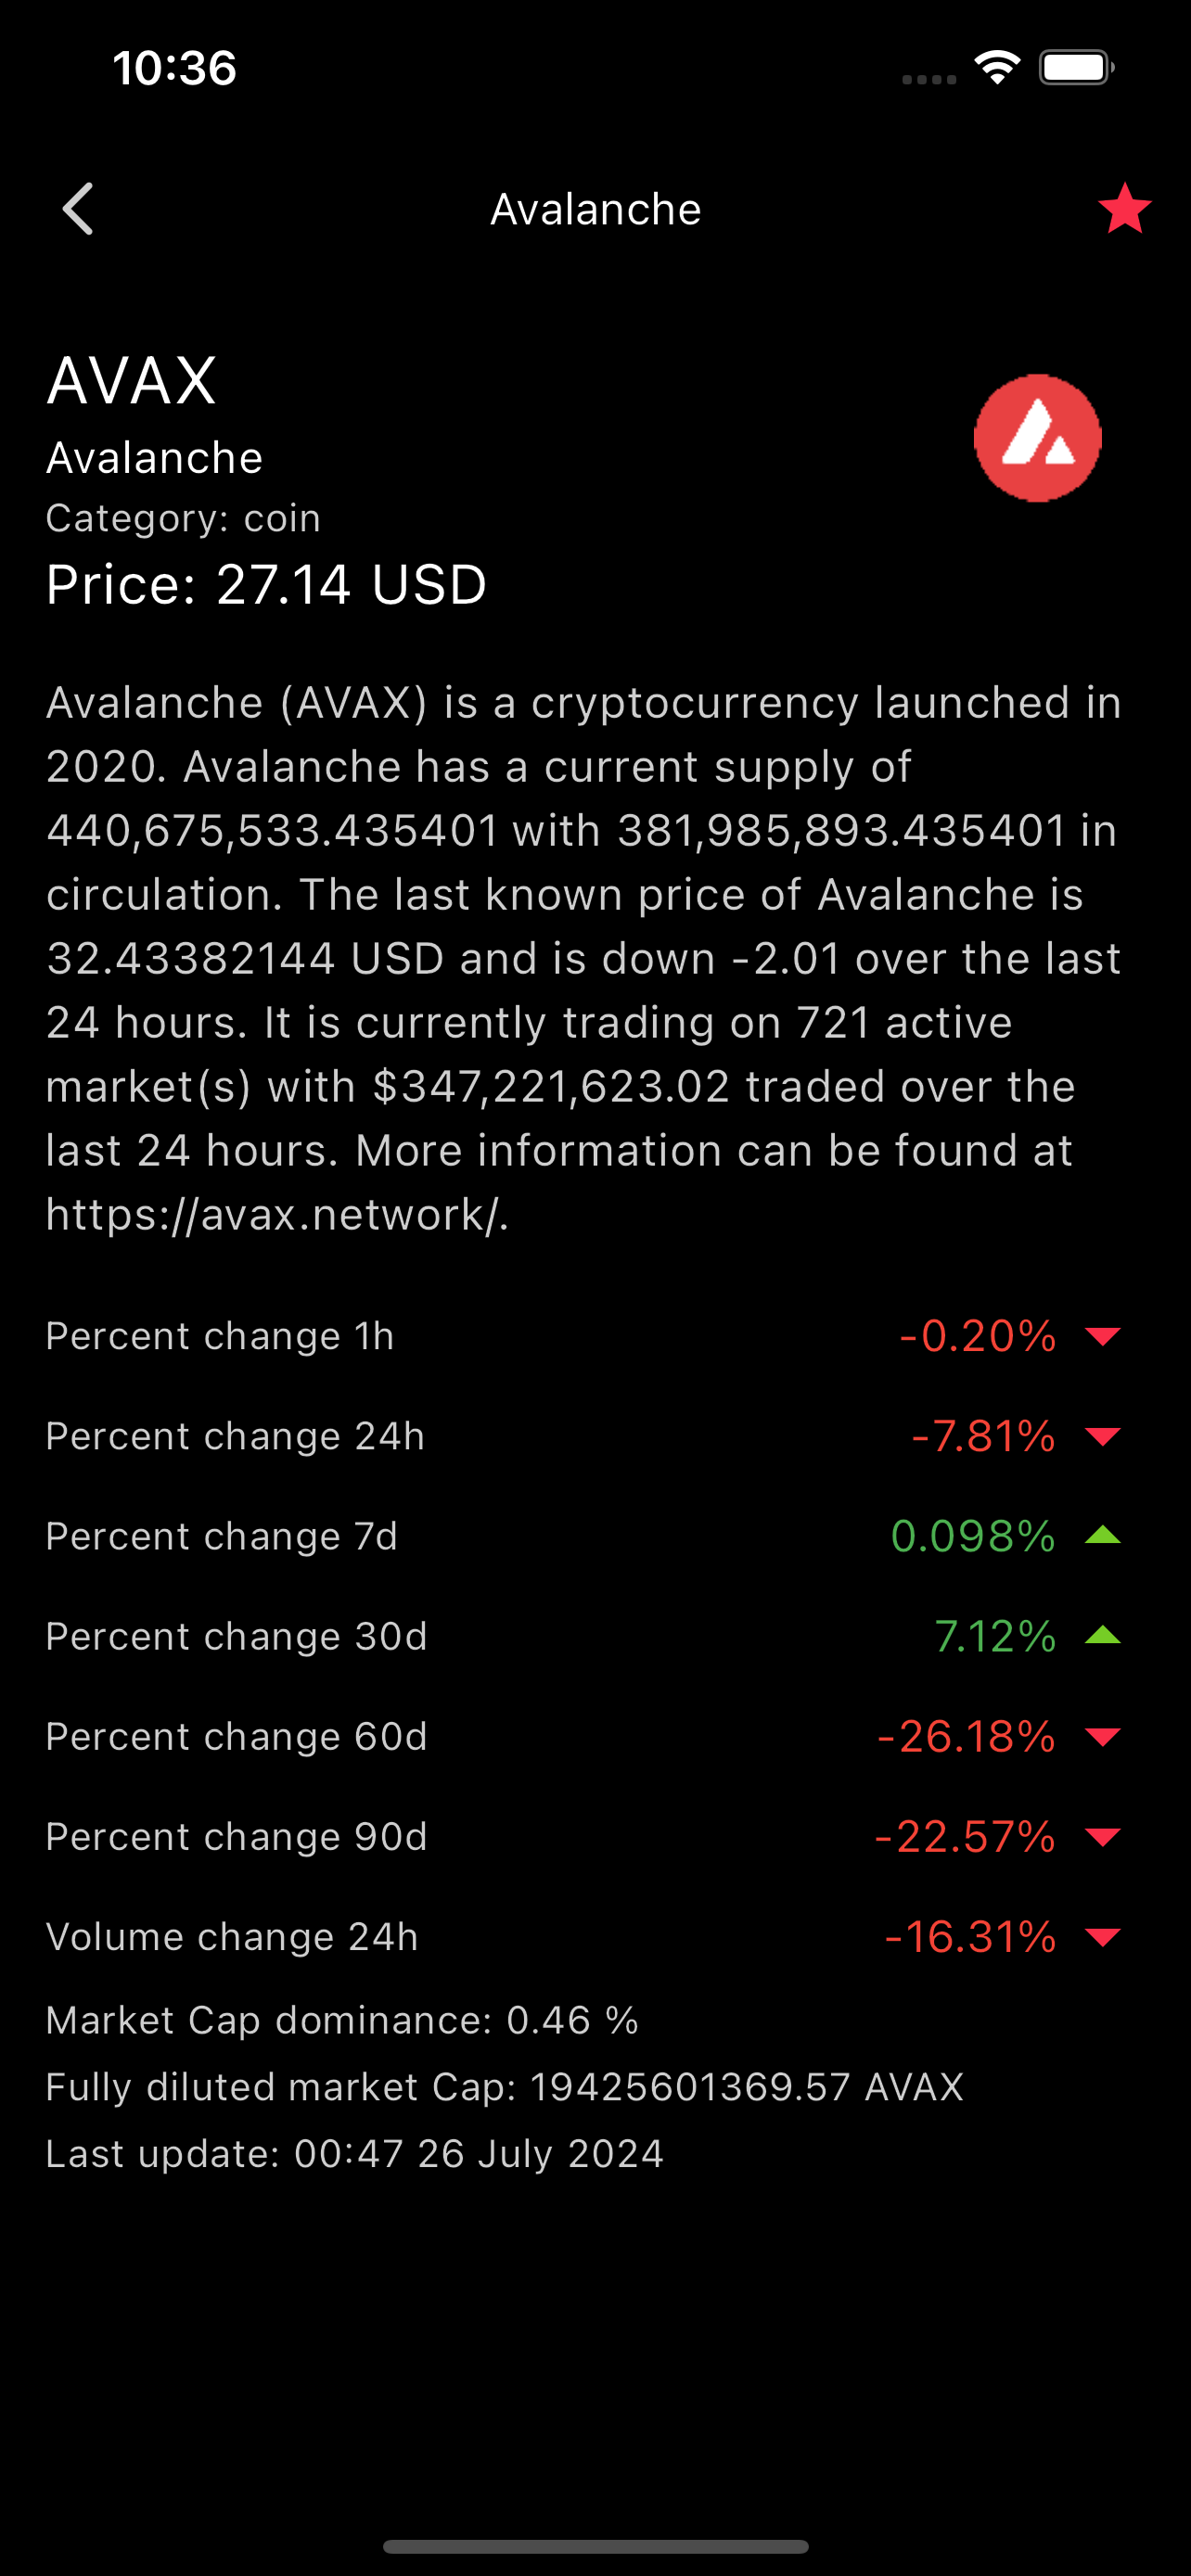 10:36
Avalanche
AVAX
Avalanche
Category: coin
Price: 27.14 USD
Avalanche (AVAX) is a cryptocurrency launched in
2020. Avalanche has a current supply of
440,675,533.435401 with 381,985,893.435401 in
circulation. The last known price of Avalanche is
32.43382144 USD and is down -2.01 over the last
24 hours. It is currently trading on 721 active
market(s) with $347,221,623.02 traded over the
last 24 hours. More information can be found at
https://avax.network/.
Percent change 1h -0.20%
Percent change 24h -7.81%
Percent change 7d 0.098%
Percent change 30d 7.12%
Percent change 60d -26.18%
Percent change 90d -22.57%
Volume change 24h -16.31%
Market Cap dominance: 0.46 %
Fully diluted market Cap: 19425601369.57 AVAX
Last update: 00:47 26 July 2024